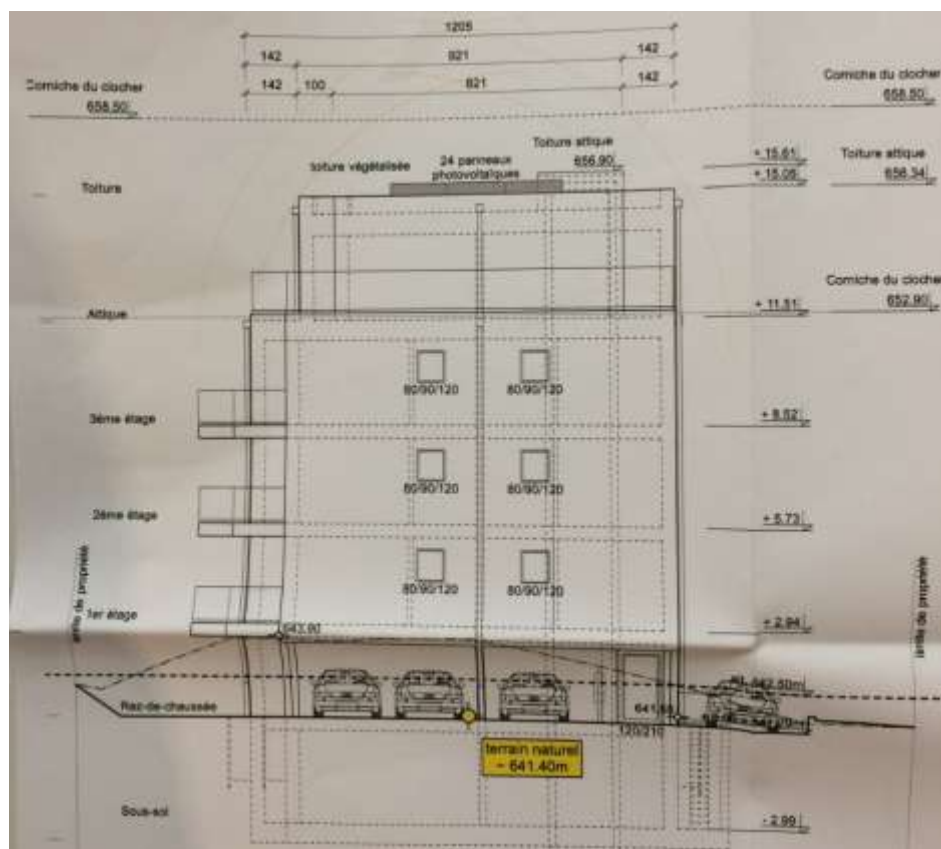 1205
142 821 142
142 100 821 142
Corniche du clocher
658.50
Corniche du clocher
658.50
Toiture attique
656.90
toiture végétalisée
24 panneaux
photovoltaïques
+ 15.61
+ 15.05
Toiture attique
656.34
Toiture
Corniche du clocher
652.90
+ 11.51
Attique
80/90/120 80/90/120
3ème étage
+ 8.52
80/90/120 80/90/120
2ème étage
+ 5.73
80/90/120 80/90/120
limite de propriété
limite de propriété
1er étage
643.90
+ 2.94
Rez-de-chaussée
120/210
terrain naturel
~ 641.40m
Sous-sol
- 2.99